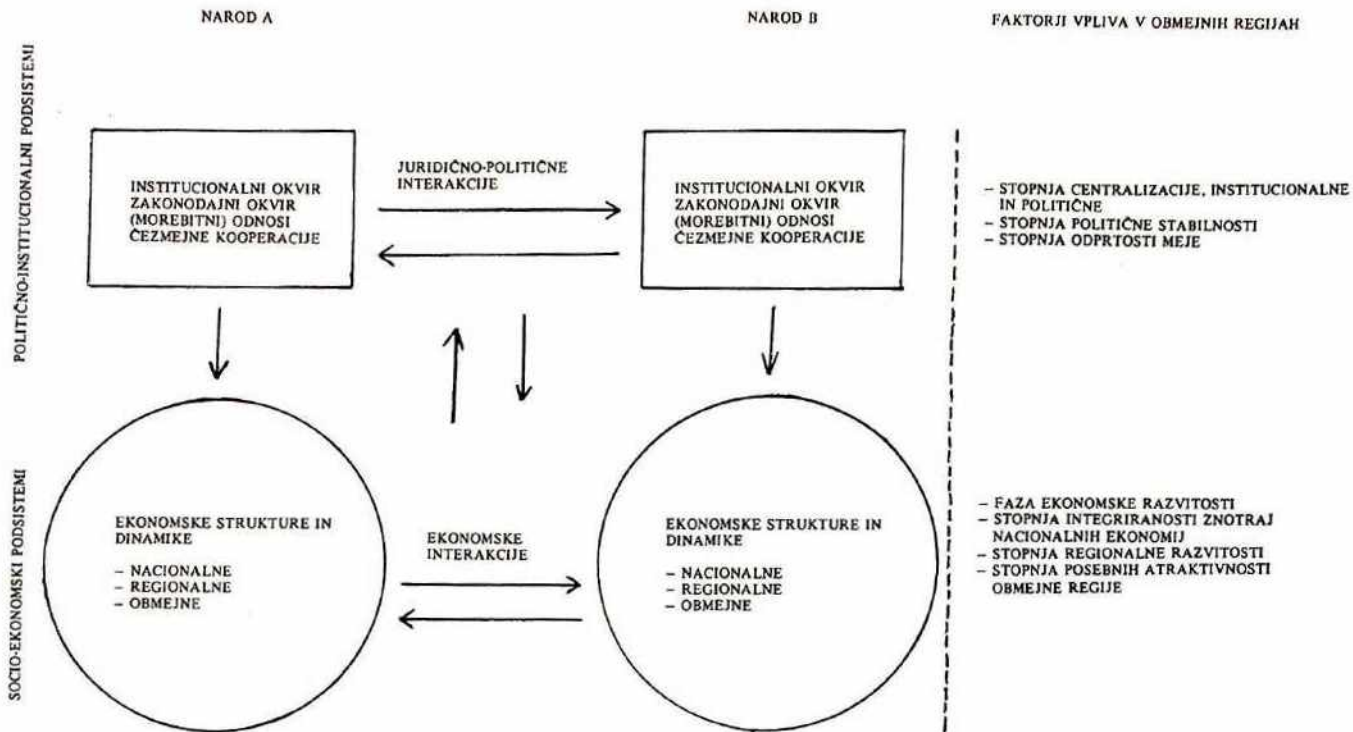 NAROD A
NAROD B
FAKTORJI VPLIVA V OBMEJNIH REGIJAH
POLITIČNO-INSTITUCIONALNI PODSISTEMI
INSTITUCIONALNI OKVIR
ZAKONODAJNI OKVIR
(MOREBITNI) ODNOSI
ČEZMEJNE KOOPERACIJE
JURIDIČNO-POLITIČNE
INTERAKCIJE
INSTITUCIONALNI OKVIR
ZAKONODAJNI OKVIR
(MOREBITNI) ODNOSI
ČEZMEJNE KOOPERACIJE
– STOPNJA CENTRALIZACIJE, INSTITUCIONALNE
IN POLITIČNE
– STOPNJA POLITIČNE STABILNOSTI
– STOPNJA ODPRTOSTI MEJE
SOCIO-EKONOMSKI PODSISTEMI
EKONOMSKE STRUKTURE IN
DINAMIKE
– NACIONALNE
– REGIONALNE
– OBMEJNE
EKONOMSKE
INTERAKCIJE
EKONOMSKE STRUKTURE IN
DINAMIKE
– NACIONALNE
– REGIONALNE
– OBMEJNE
– FAZA EKONOMSKE RAZVITOSTI
– STOPNJA INTEGRIRANOSTI ZNOTRAJ
NACIONALNIH EKONOMIJ
– STOPNJA REGIONALNE RAZVITOSTI
– STOPNJA POSEBNIH ATRAKTIVNOSTI
OBMEJNE REGIJE